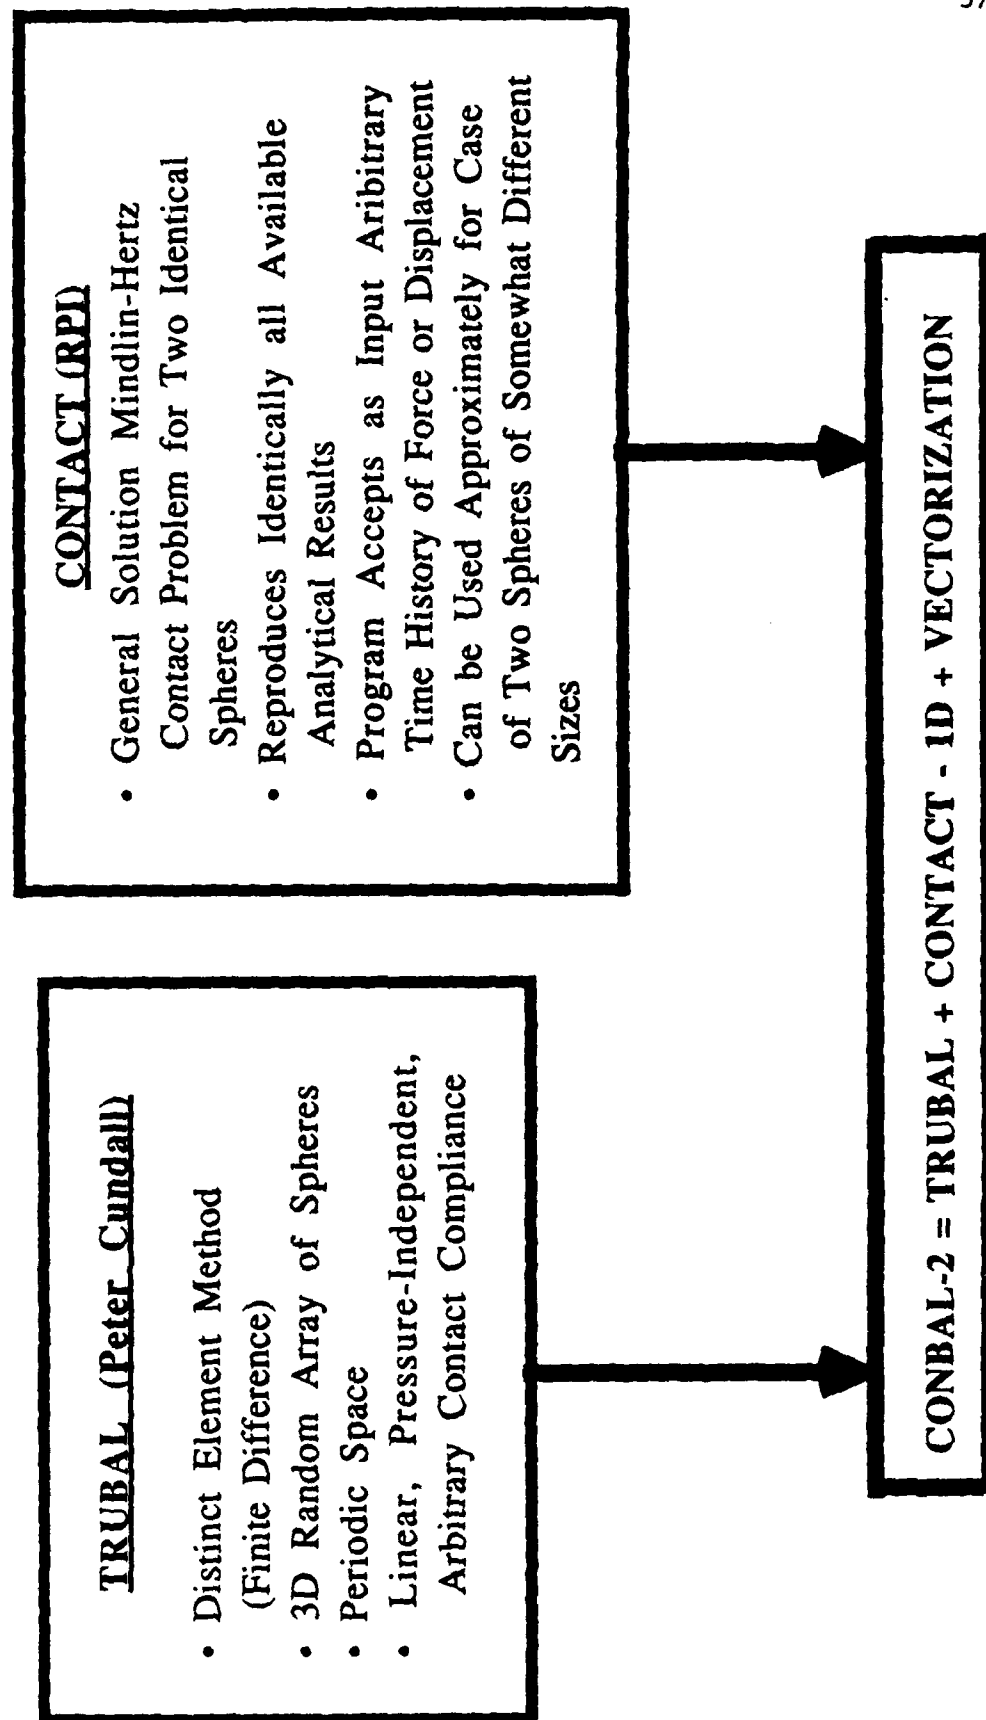 TRUBAL (Peter Cundall)
• Distinct Element Method
(Finite Difference)
• 3D Random Array of Spheres
• Periodic Space
• Linear, Pressure-Independent,
Arbitrary Contact Compliance
CONTACT (RPI)
• General Solution Mindlin-Hertz
Contact Problem for Two Identical
Spheres
• Reproduces Identically all Available
Analytical Results
• Program Accepts as Input Aribitrary
Time History of Force or Displacement
• Can be Used Approximately for Case
of Two Spheres of Somewhat Different
Sizes
CONBAL-2 = TRUBAL + CONTACT - 1D + VECTORIZATION